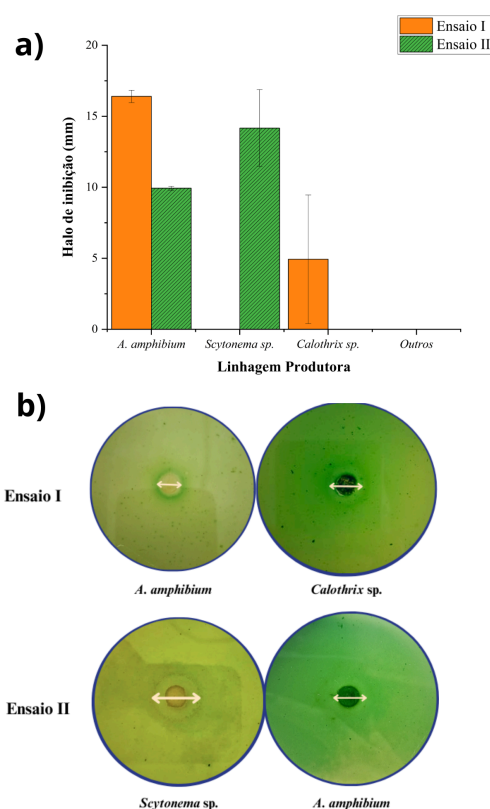 a)
Ensaio I
Ensaio II
Halo de inibição (mm)
20
15
10
5
0
A. amphibium
Scytonema sp.
Calothrix sp.
Outros
Linhagem Produtora
b)
Ensaio I
A. amphibium
Calothrix sp.
Ensaio II
Scytonema sp.
A. amphibium